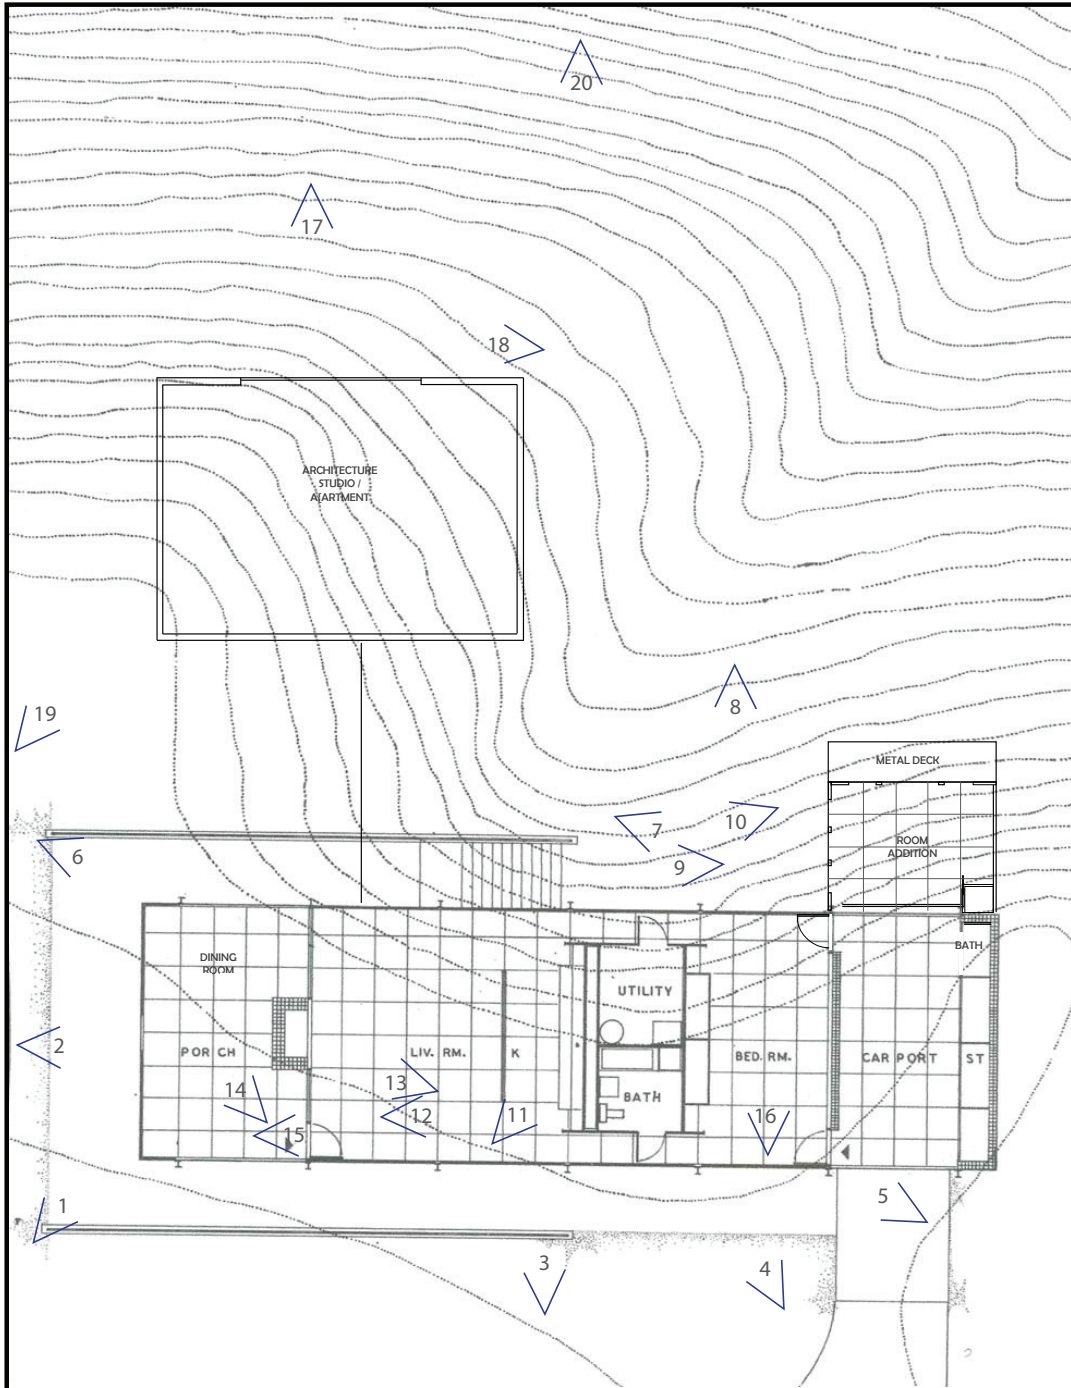 20
17
18
ARCHITECTURE
STUDIO /
19
8
METAL DECK
7
10
6
9
ROOM
ADDITION
DINING
ROOM
BATH
UTILITY
2
PORCH
LIV. RM.
K
BED. RM.
CAR PORT
ST
14
13
BATH
12
11
16
15
1
5
3
4